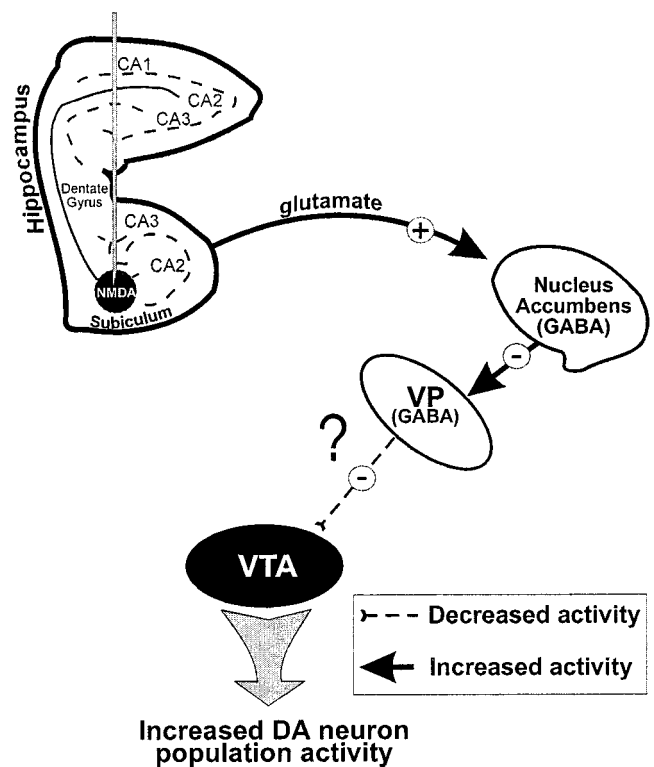 Hippocampus
CA1
CA2
CA3
Dentate
Gyrus
CA3
CA2
NMDA
Subiculum
glutamate
+
Nucleus
Accumbens
(GABA)
-
VP
(GABA)
?
-
VTA
Decreased activity
Increased activity
Increased DA neuron
population activity